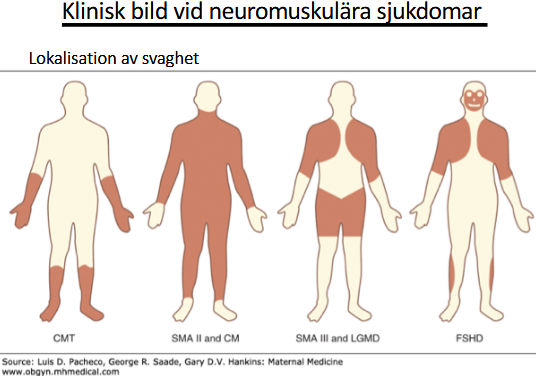 Klinisk bild vid neuromuskulära sjukdomar
Lokalisation av svaghet
CMT
SMA II and CM
SMA III and LGMD
FSHD
Source: Luis D. Pacheco, George R. Saade, Gary D.V. Hankins: Maternal Medicine
www.obgyn.mhmedical.com